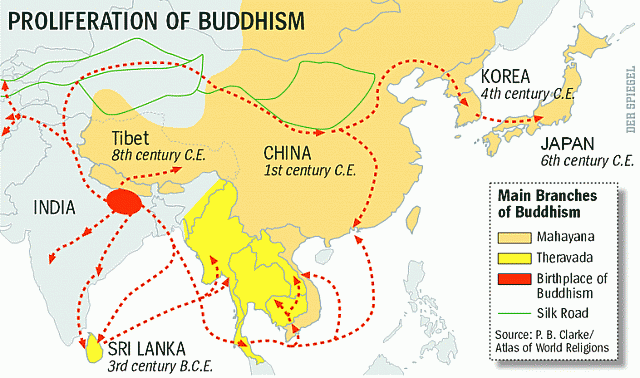 PROLIFERATION OF BUDDHISM
KOREA
4th century C.E.
DER SPIEGEL
Tibet
8th century C.E.
CHINA
1st century C.E.
JAPAN
6th century C.E.
INDIA
Main Branches
of Buddhism
Mahayana
Theravada
Birthplace of
Buddhism
Silk Road
Source: P. B. Clarke/
Atlas of World Religions
SRI LANKA
3rd century B.C.E.